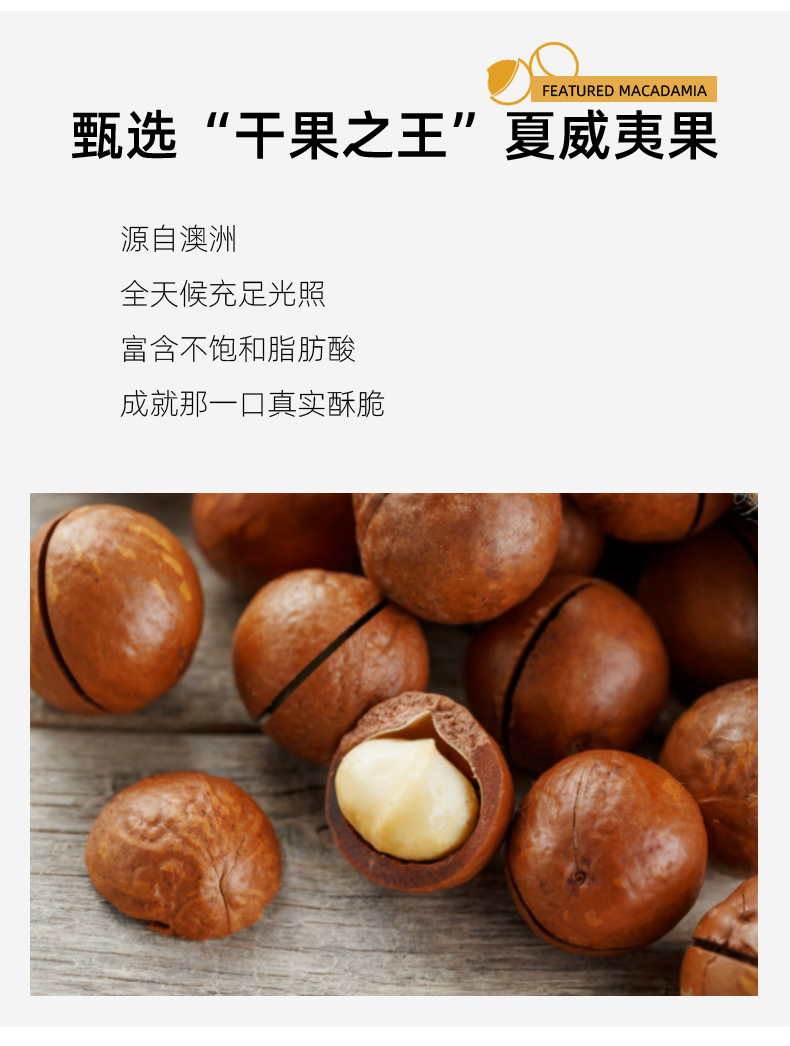 FEATURED MACADAMIA
甄选“干果之王”夏威夷果
源自澳洲
全天候充足光照
富含不饱和脂肪酸
成就那一口真实酥脆